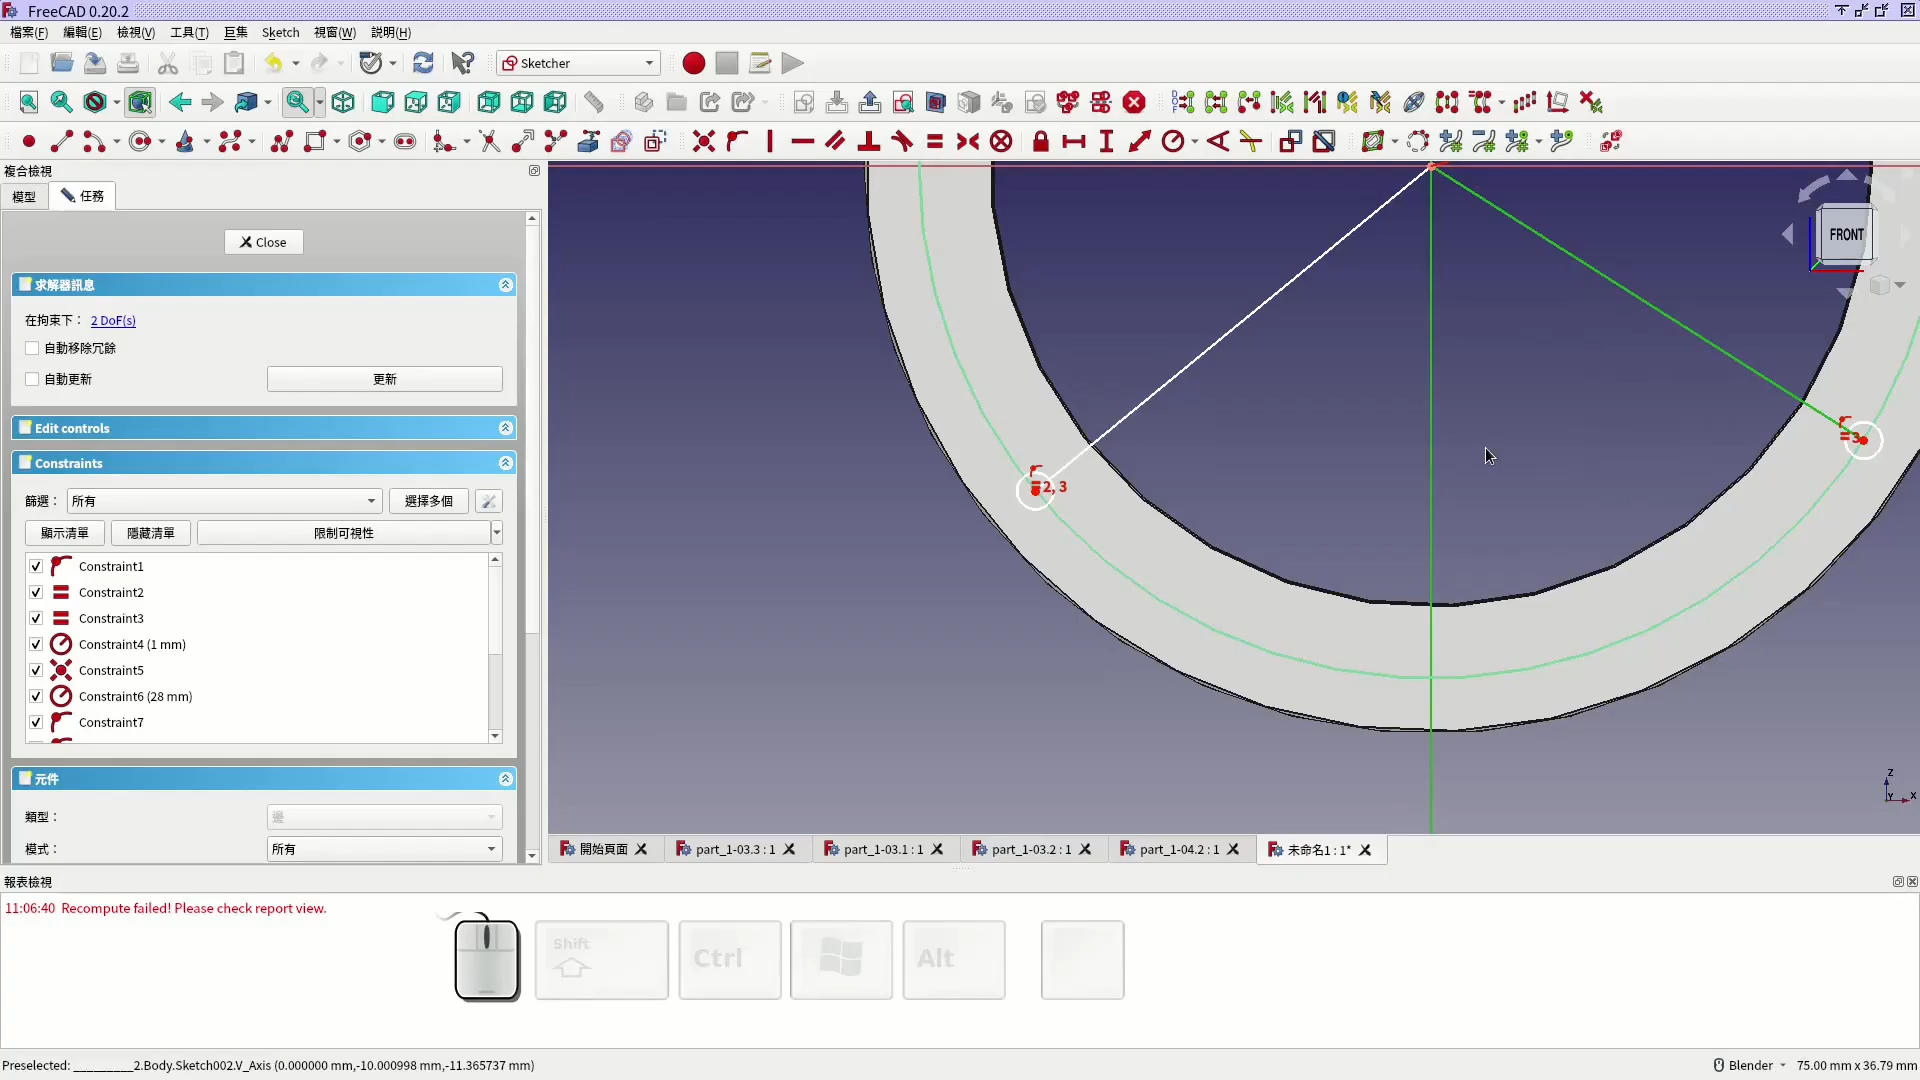 FreeCAD 0.20.2
檔案(F) 編輯(E) 檢視(V) 工具(T) 巨集 Sketch 視窗(W) 說明(H)
Sketcher
複合檢視
模型 任務
Close
求解器訊息
在拘束下： 2 DoF(s)
自動移除冗餘
自動更新 更新
Edit controls
Constraints
篩選： 所有 選擇多個
顯示清單 隱藏清單 限制可視性
Constraint1
Constraint2
Constraint3
Constraint4 (1 mm)
Constraint5
Constraint6 (28 mm)
Constraint7
元件
類型： 邊
模式： 所有
FRONT
2, 3
3
Z
Y X
開始頁面 part_1-03.3 : 1 part_1-03.1 : 1 part_1-03.2 : 1 part_1-04.2 : 1 未命名1 : 1*
報表檢視
11:06:40 Recompute failed! Please check report view.
Shift Ctrl Alt
Preselected: _________2.Body.Sketch002.V_Axis (0.000000 mm,-10.000998 mm,-11.365737 mm) Blender 75.00 mm x 36.79 mm